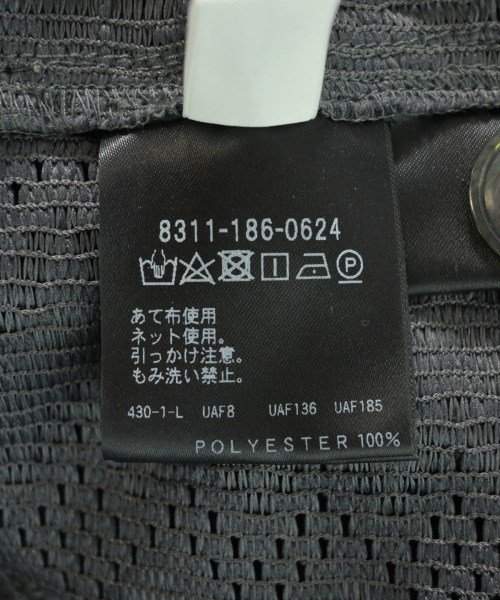 8311-186-0624
あて布使用
ネット使用。
引っかけ注意。
もみ洗い禁止。
430-1-L UAF8 UAF136 UAF185
POLYESTER 100%